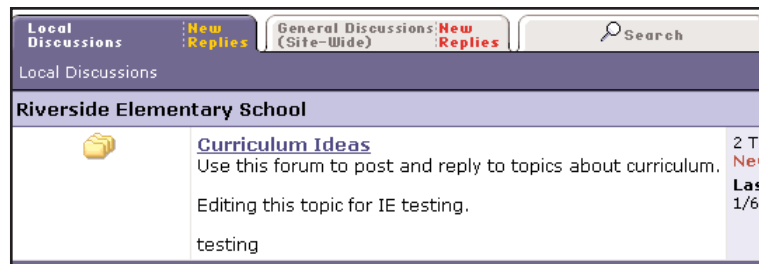 Local Discussions New Replies General Discussions (Site-Wide) New Replies Search
Local Discussions
Riverside Elementary School
Curriculum Ideas
Use this forum to post and reply to topics about curriculum.
Editing this topic for IE testing.
testing
2 T
Las
1/6